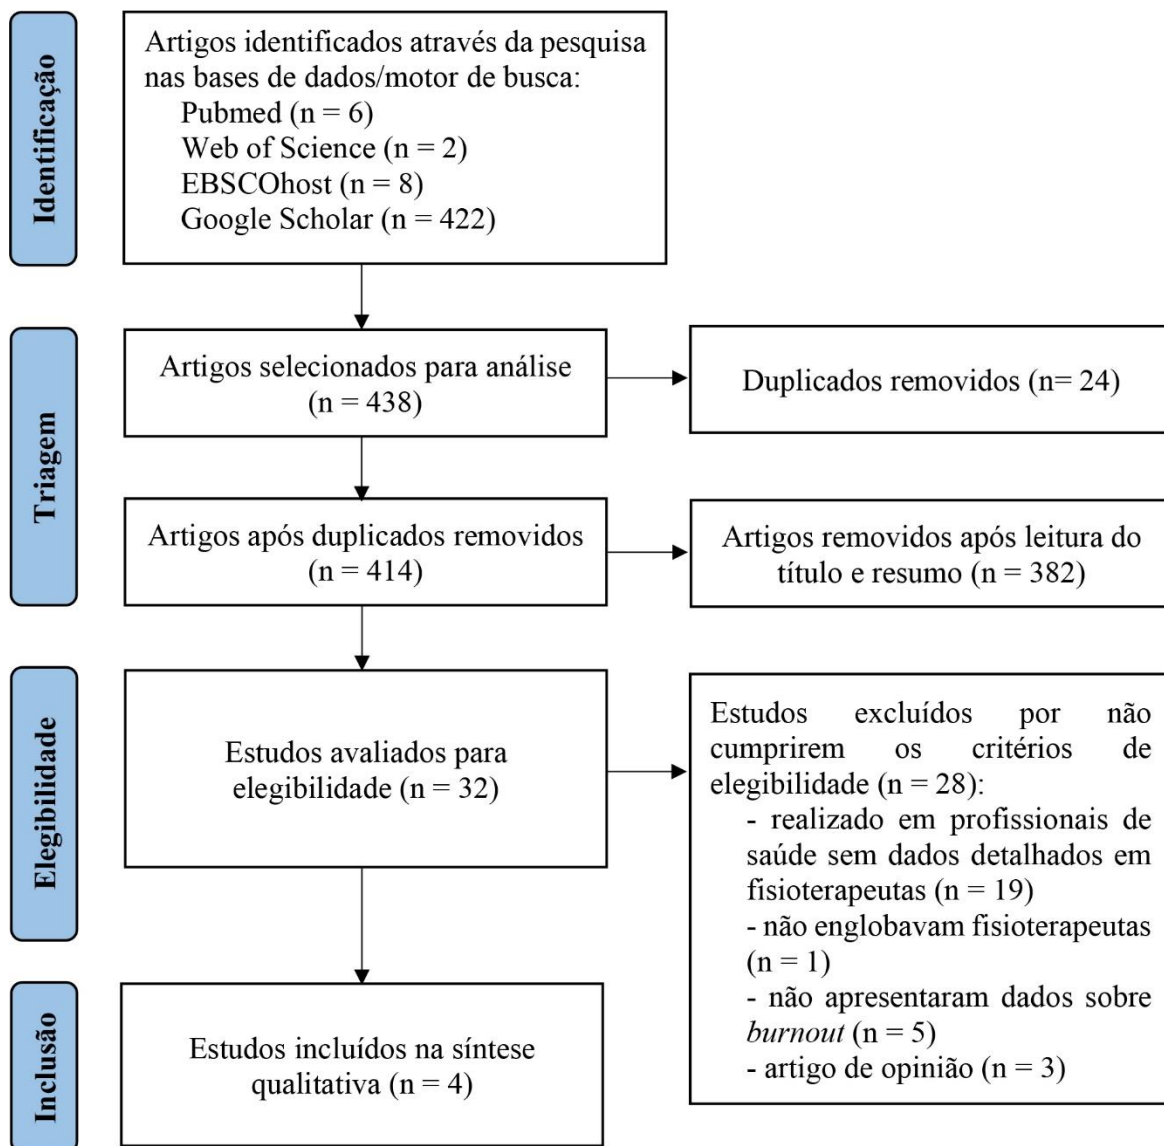 Identificação
Artigos identificados através da pesquisa
nas bases de dados/motor de busca:
Pubmed (n = 6)
Web of Science (n = 2)
EBSCOhost (n = 8)
Google Scholar (n = 422)
Triagem
Artigos selecionados para análise
(n = 438)
Duplicados removidos (n= 24)
Artigos após duplicados removidos
(n = 414)
Artigos removidos após leitura do
título e resumo (n = 382)
Elegibilidade
Estudos avaliados para
elegibilidade (n = 32)
Estudos excluídos por não
cumprirem os critérios de
elegibilidade (n = 28):
- realizado em profissionais de
saúde sem dados detalhados em
fisioterapeutas (n = 19)
- não englobavam fisioterapeutas
(n = 1)
- não apresentaram dados sobre
burnout (n = 5)
- artigo de opinião (n = 3)
Inclusão
Estudos incluídos na síntese
qualitativa (n = 4)